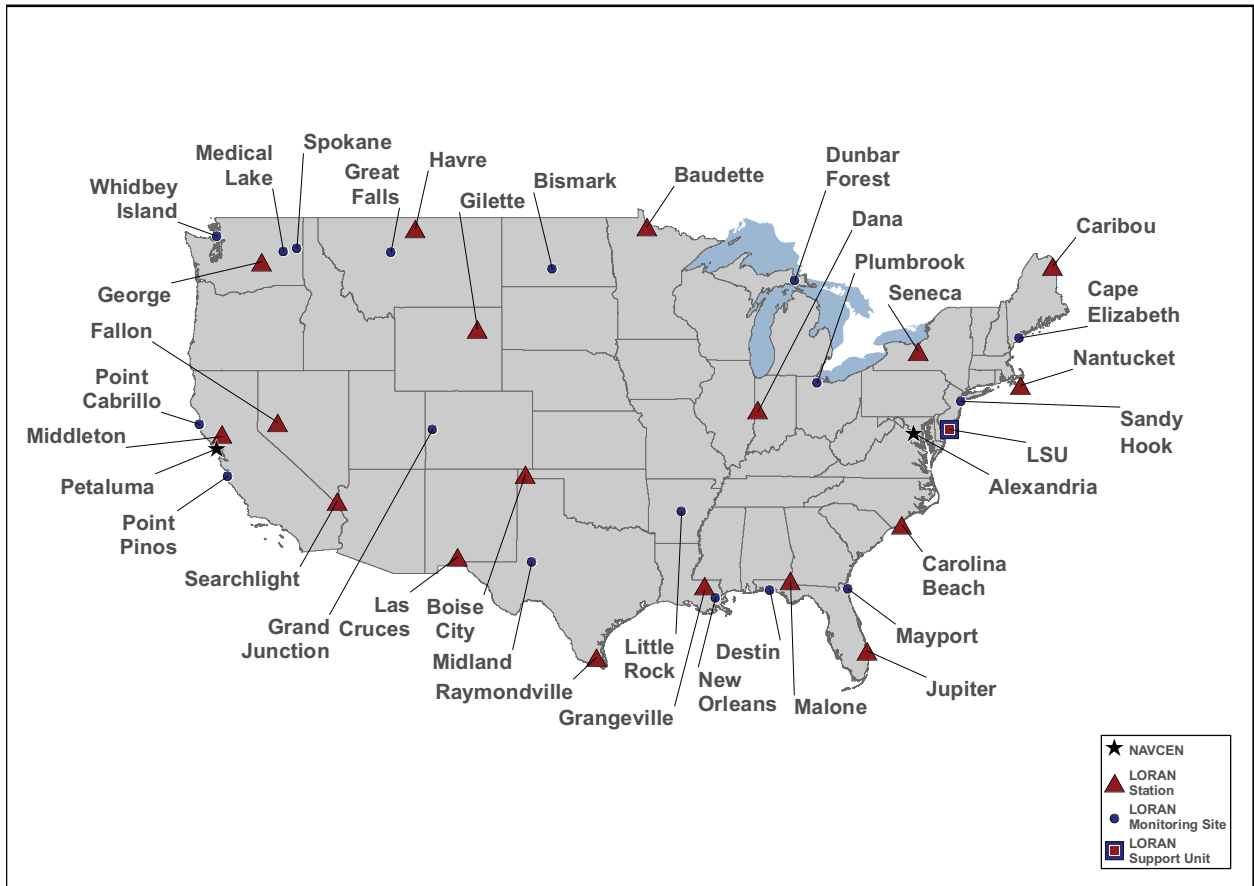 Spokane
Medical
Lake
Great
Falls
Havre
Whidbey
Island
Gilette
Bismark
Baudette
Dunbar
Forest
Dana
Caribou
Plumbrook
Seneca
Cape
Elizabeth
George
Fallon
Nantucket
Point
Cabrillo
Middleton
Sandy
Hook
LSU
Petaluma
Alexandria
Point
Pinos
Searchlight
Carolina
Beach
Las
Cruces
Boise
City
Grand
Junction
Midland
Raymondville
Little
Rock
Grangeville
Destin
New
Orleans
Malone
Mayport
Jupiter
NAVCEN
LORAN
Station
LORAN
Monitoring Site
LORAN
Support Unit